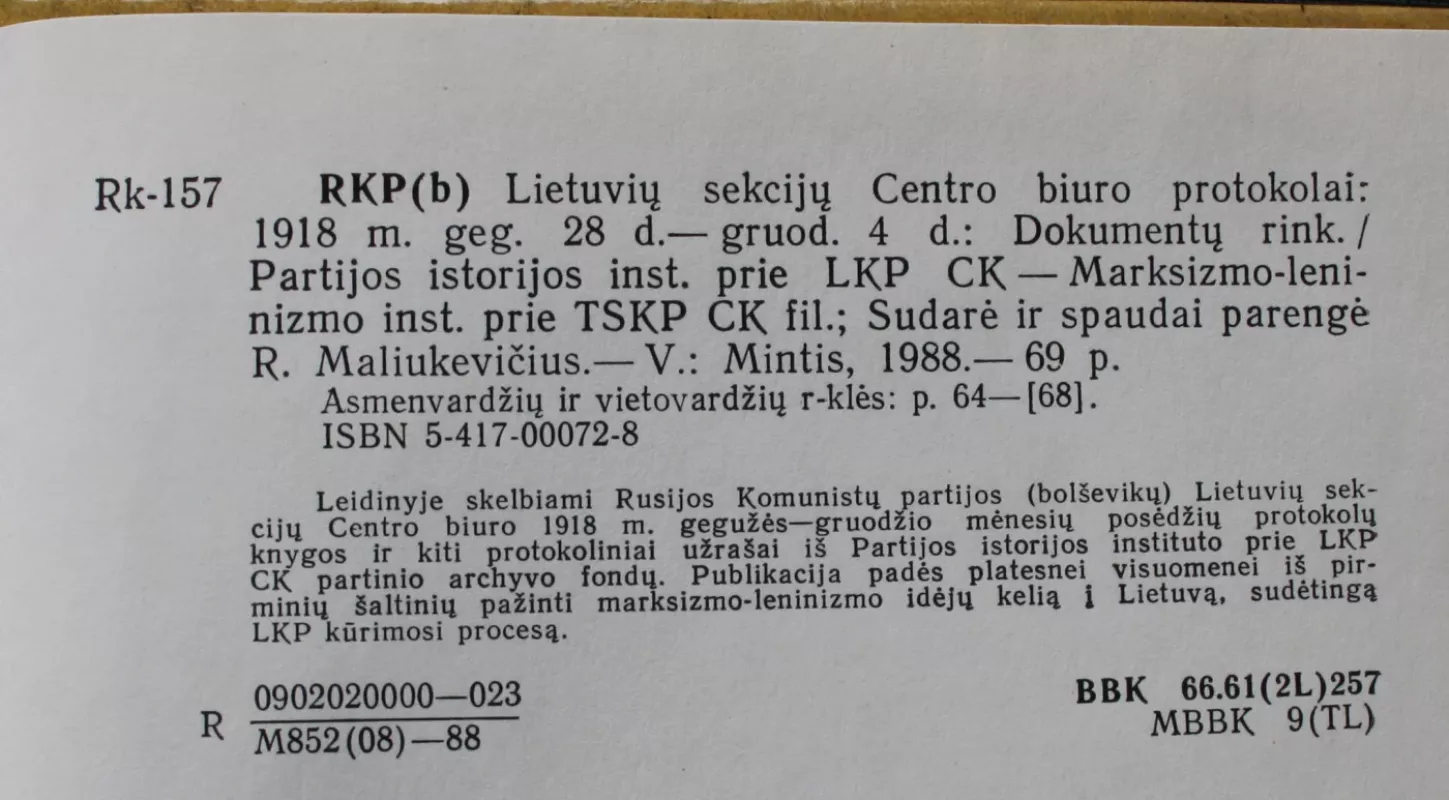 Rk-157 RKP(b) Lietuvių sekcijų Centro biuro protokolai:
1918 m. geg. 28 d.— gruod. 4 d.: Dokumentų rink. /
Partijos istorijos inst. prie LKP CK — Marksizmo-leni-
nizmo inst. prie TSKP CK fil.; Sudarė ir spaudai parengė
R. Maliukevičius.— V.: Mintis, 1988.— 69 p.
Asmenvardžių ir vietovardžių r-klės: p. 64—[68].
ISBN 5-417-00072-8
Leidinyje skelbiami Rusijos Komunistų partijos (bolševikų) Lietuvių sek-
cijų Centro biuro 1918 m. gegužės—gruodžio mėnesių posėdžių protokolų
knygos ir kiti protokoliniai užrašai iš Partijos istorijos instituto prie LKP
CK partinio archyvo fondų. Publikacija padės platesnei visuomenei iš pir-
minių šaltinių pažinti marksizmo-leninizmo idėjų kelią į Lietuvą, sudėtingą
LKP kūrimosi procesą.
R 0902020000—023
M852(08)—88
BBK 66.61(2L)257
MBBK 9(TL)